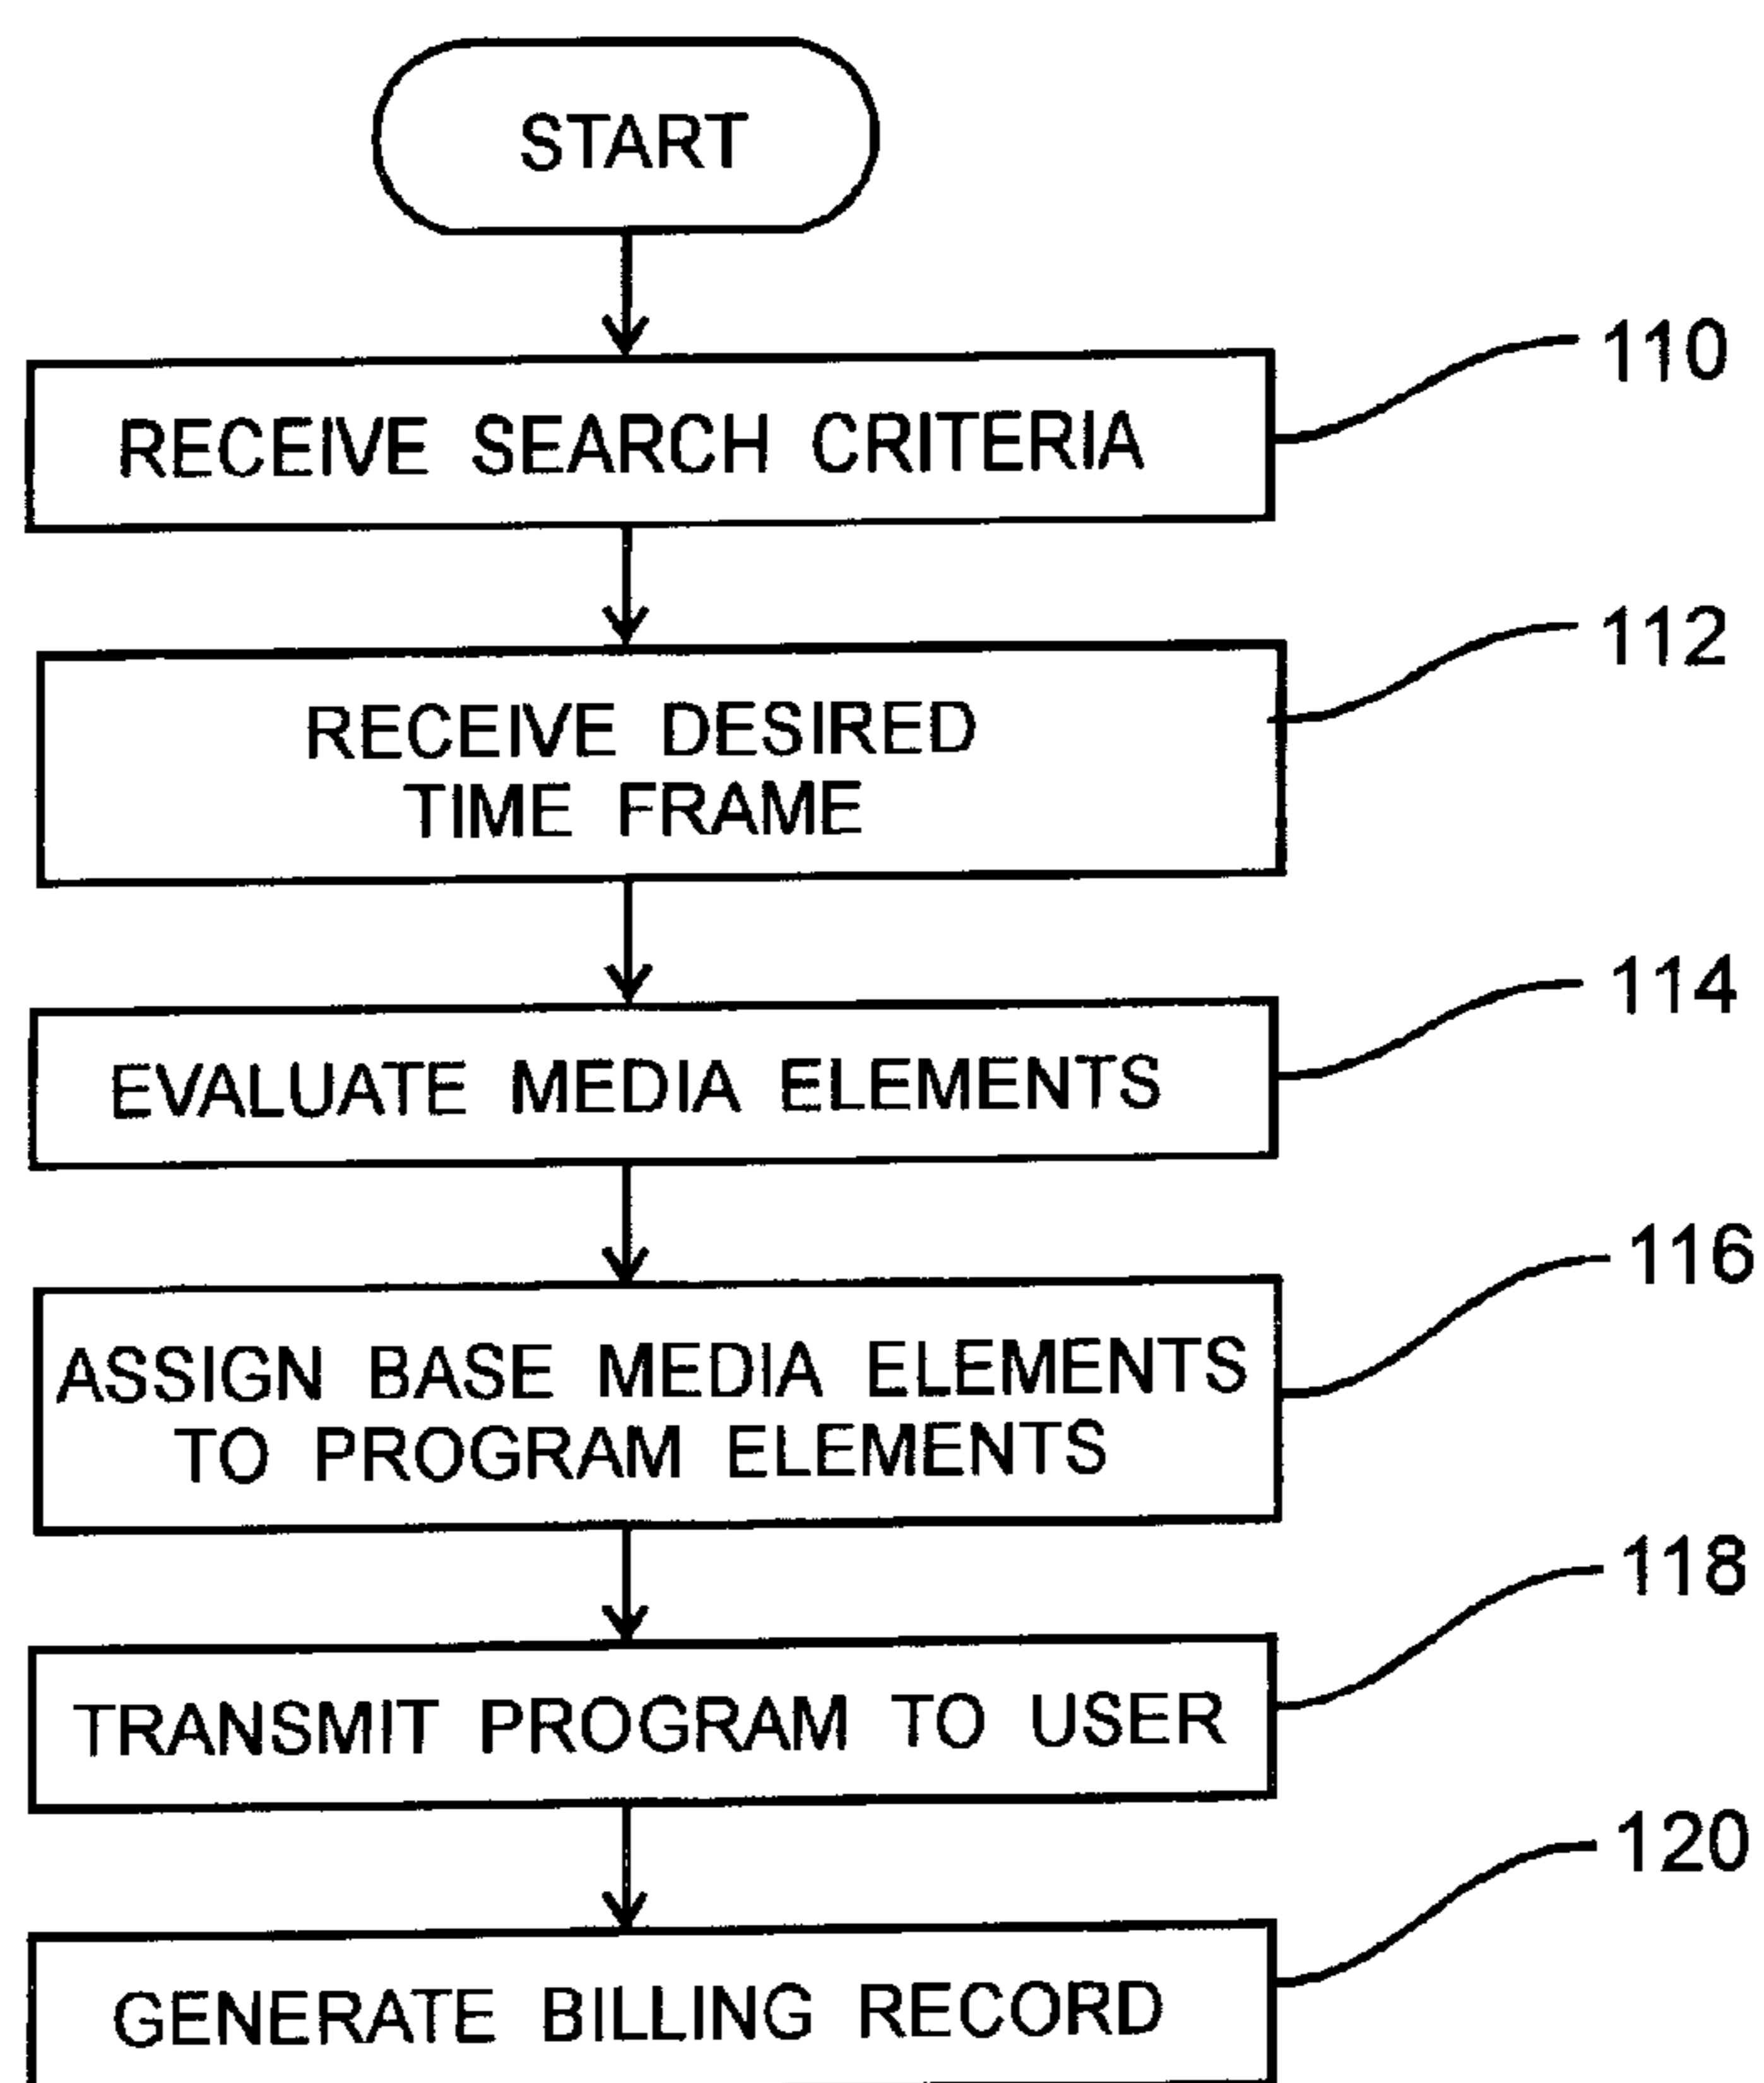 START
RECEIVE SEARCH CRITERIA
110
RECEIVE DESIRED
TIME FRAME
112
EVALUATE MEDIA ELEMENTS
114
ASSIGN BASE MEDIA ELEMENTS
TO PROGRAM ELEMENTS
116
TRANSMIT PROGRAM TO USER
118
GENERATE BILLING RECORD
120